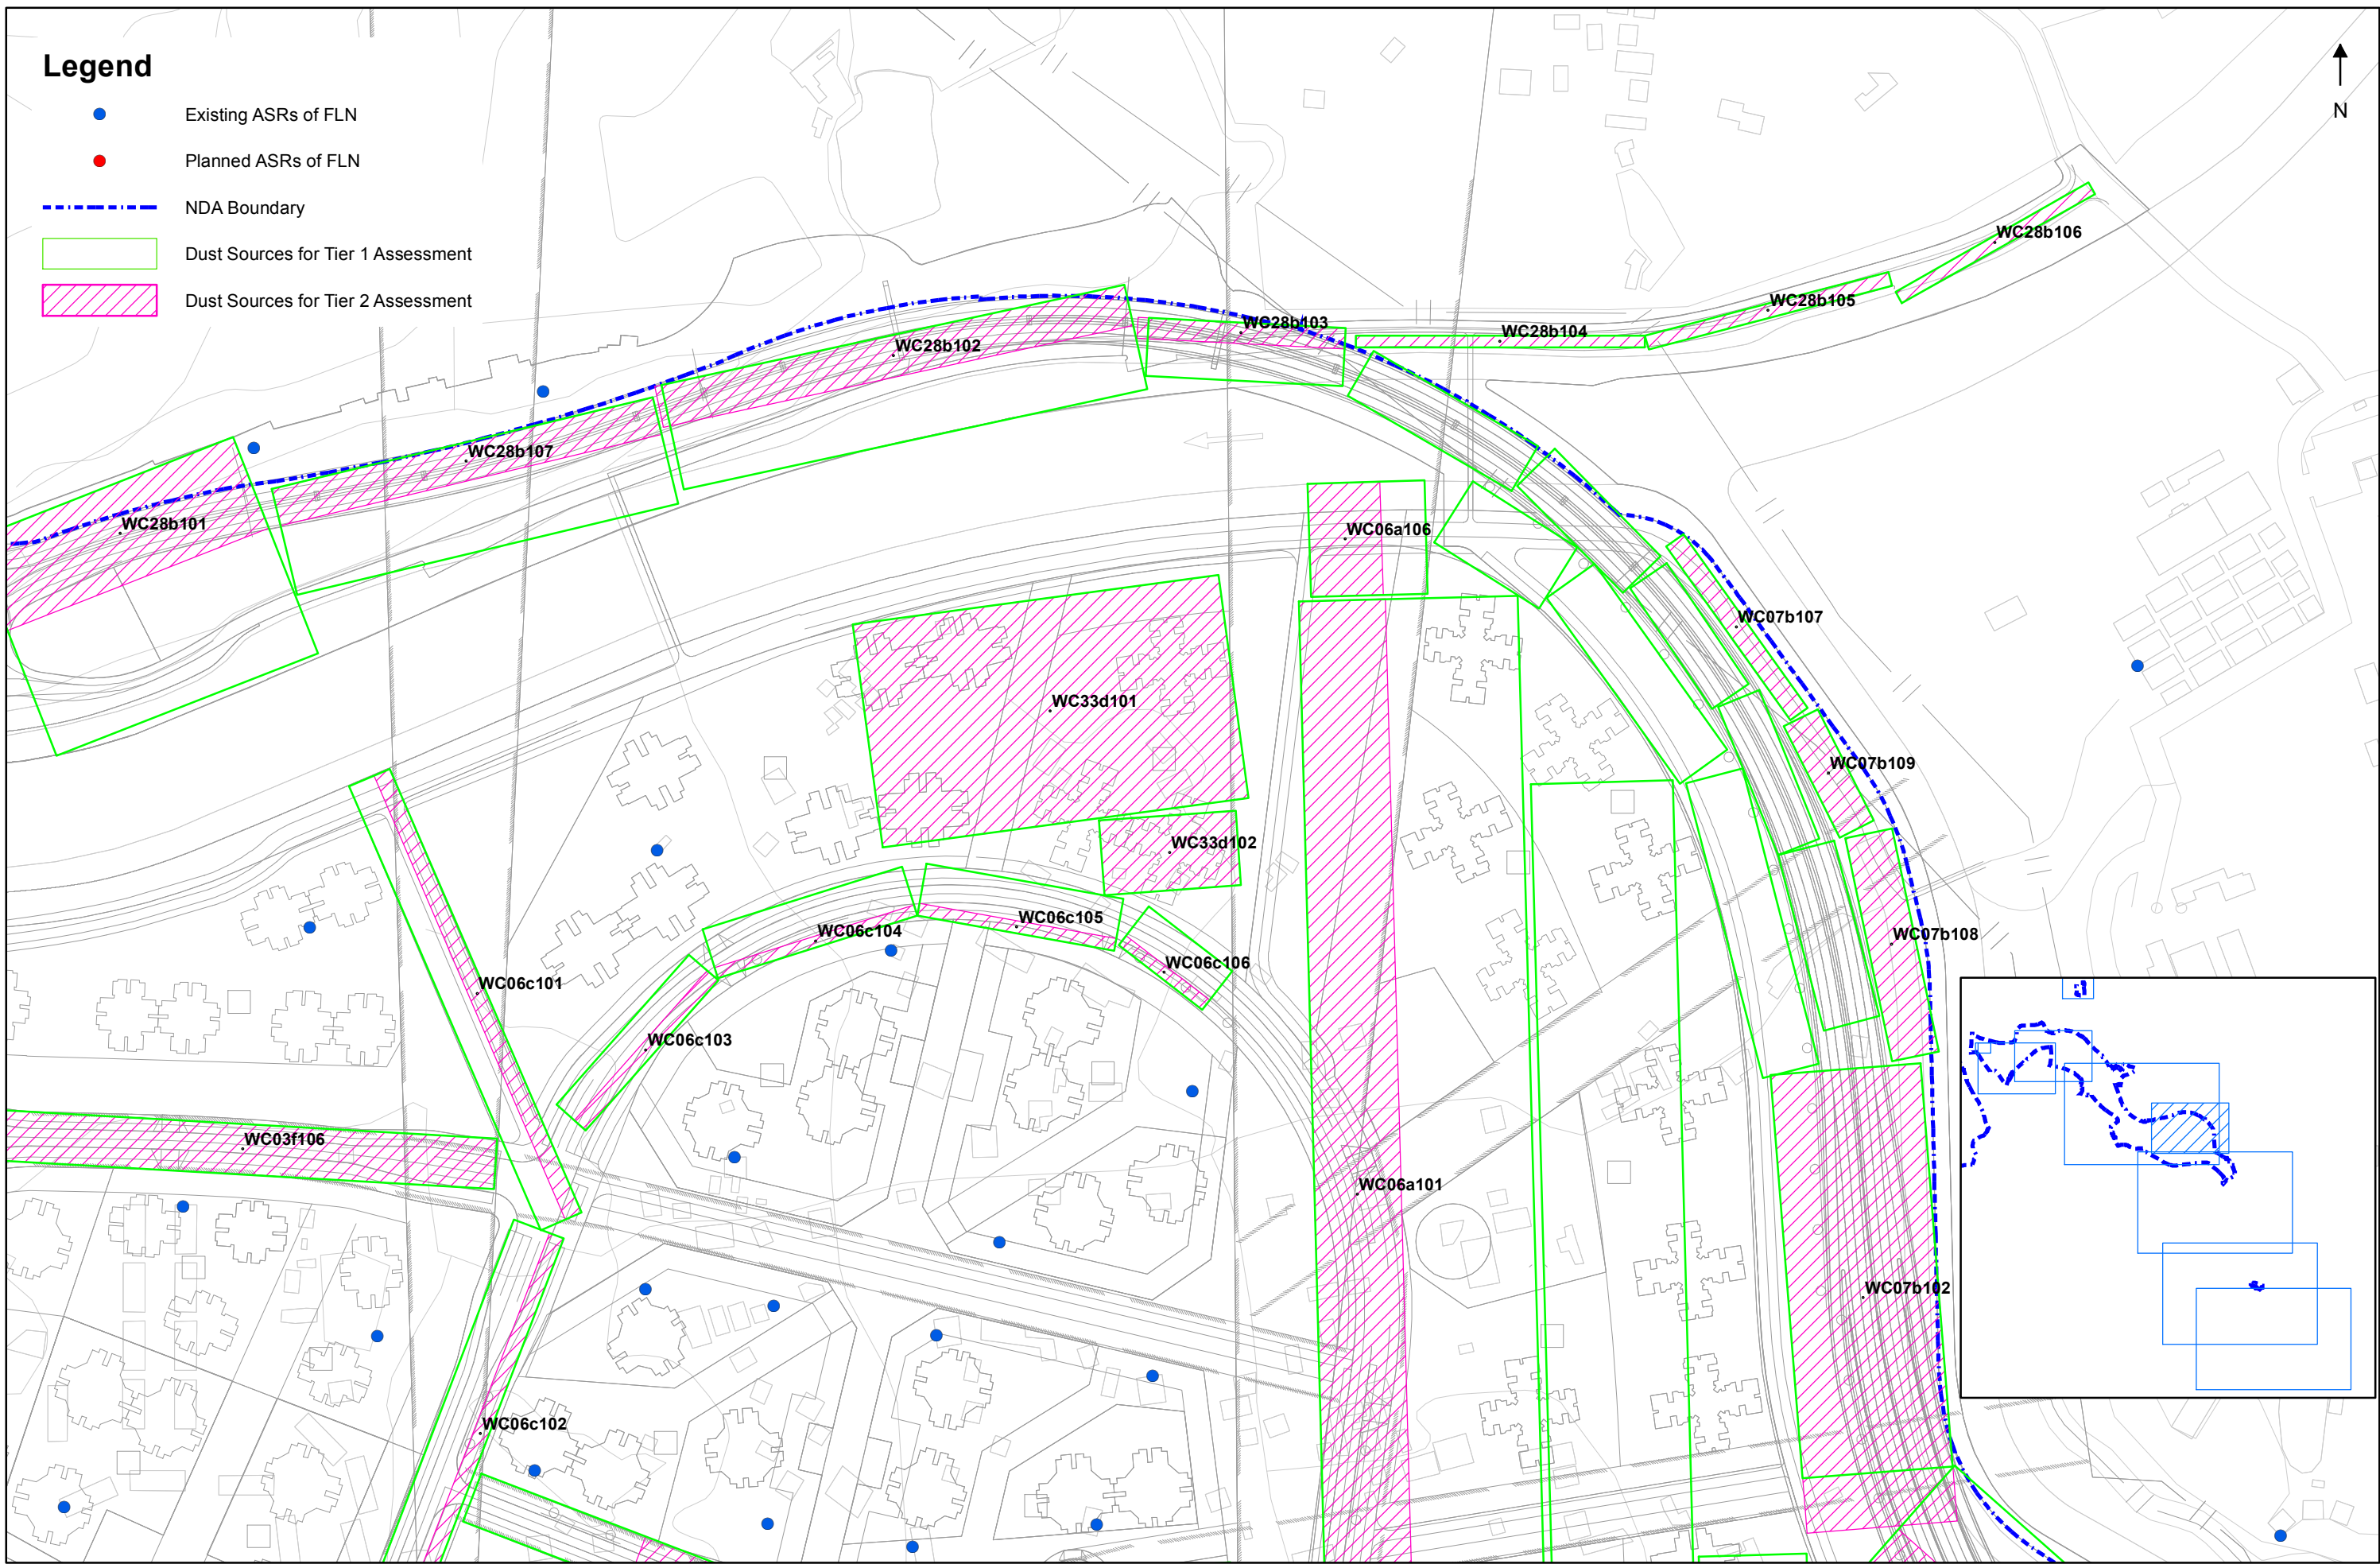 Legend
Existing ASRs of FLN
Planned ASRs of FLN
NDA Boundary
Dust Sources for Tier 1 Assessment
Dust Sources for Tier 2 Assessment
N
WC28b106
WC28b105
WC28b103
WC28b104
WC28b102
WC28b107
WC28b101
WC06a106
WC07b107
WC33d101
WC07b109
WC33d102
WC06c105
WC06c104
WC07b108
WC06c106
WC06c101
WC06c103
WC03f106
WC06a101
WC07b102
WC06c102